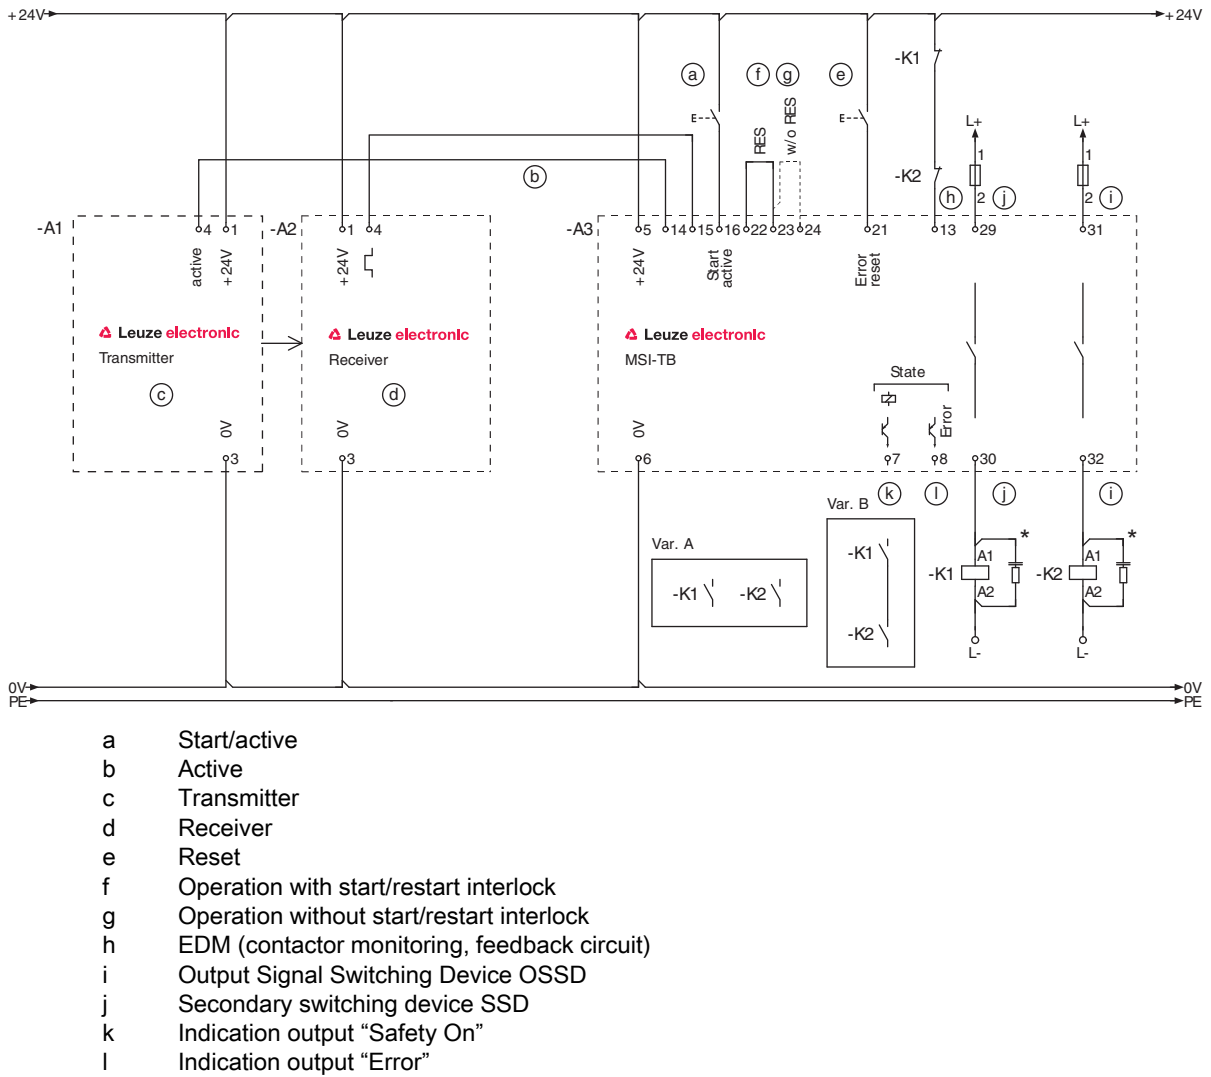 +24V +24V
-K1
a f g e
L+ L+
RES w/o RES
1 1
b -K2 h 2 j 2 i
-A1 4 1 -A2 1 4 -A3 5 14 15 16 22 23 24 21 13 29 31
active +24V +24V +24V Start active Error reset
Leuze electronic Leuze electronic Leuze electronic
Transmitter Receiver MSI-TB
State
c d
0V 0V 0V Error
3 3 6 7 8 30 32
k l j i
Var. B
Var. A * *
-K1 A1 A1
-K1 -K2
-K1 -K2 A2 A2
-K2
L- L-
0V 0V
PE PE
a Start/active
b Active
c Transmitter
d Receiver
e Reset
f Operation with start/restart interlock
g Operation without start/restart interlock
h EDM (contactor monitoring, feedback circuit)
i Output Signal Switching Device OSSD
j Secondary switching device SSD
k Indication output “Safety On”
l Indication output “Error”